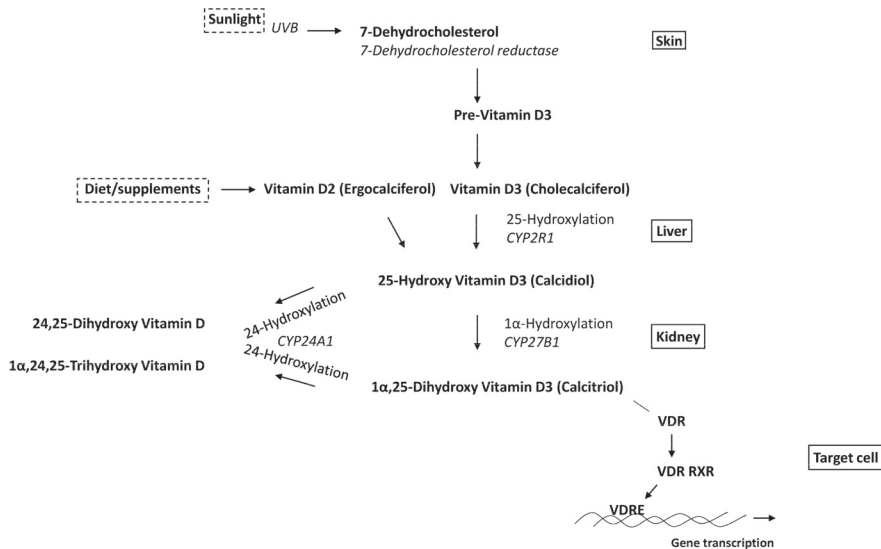 Sunlight
UVB
7-Dehydrocholesterol
7-Dehydrocholesterol reductase
Skin
Pre-Vitamin D3
Diet/supplements
Vitamin D2 (Ergocalciferol)
Vitamin D3 (Cholecalciferol)
25-Hydroxylation
CYP2R1
Liver
25-Hydroxy Vitamin D3 (Calcidiol)
24-Hydroxylation
24,25-Dihydroxy Vitamin D
1α-Hydroxylation
CYP27B1
Kidney
CYP24A1
24-Hydroxylation
1α,24,25-Trihydroxy Vitamin D
1α,25-Dihydroxy Vitamin D3 (Calcitriol)
VDR
Target cell
VDR RXR
VDRE
Gene transcription